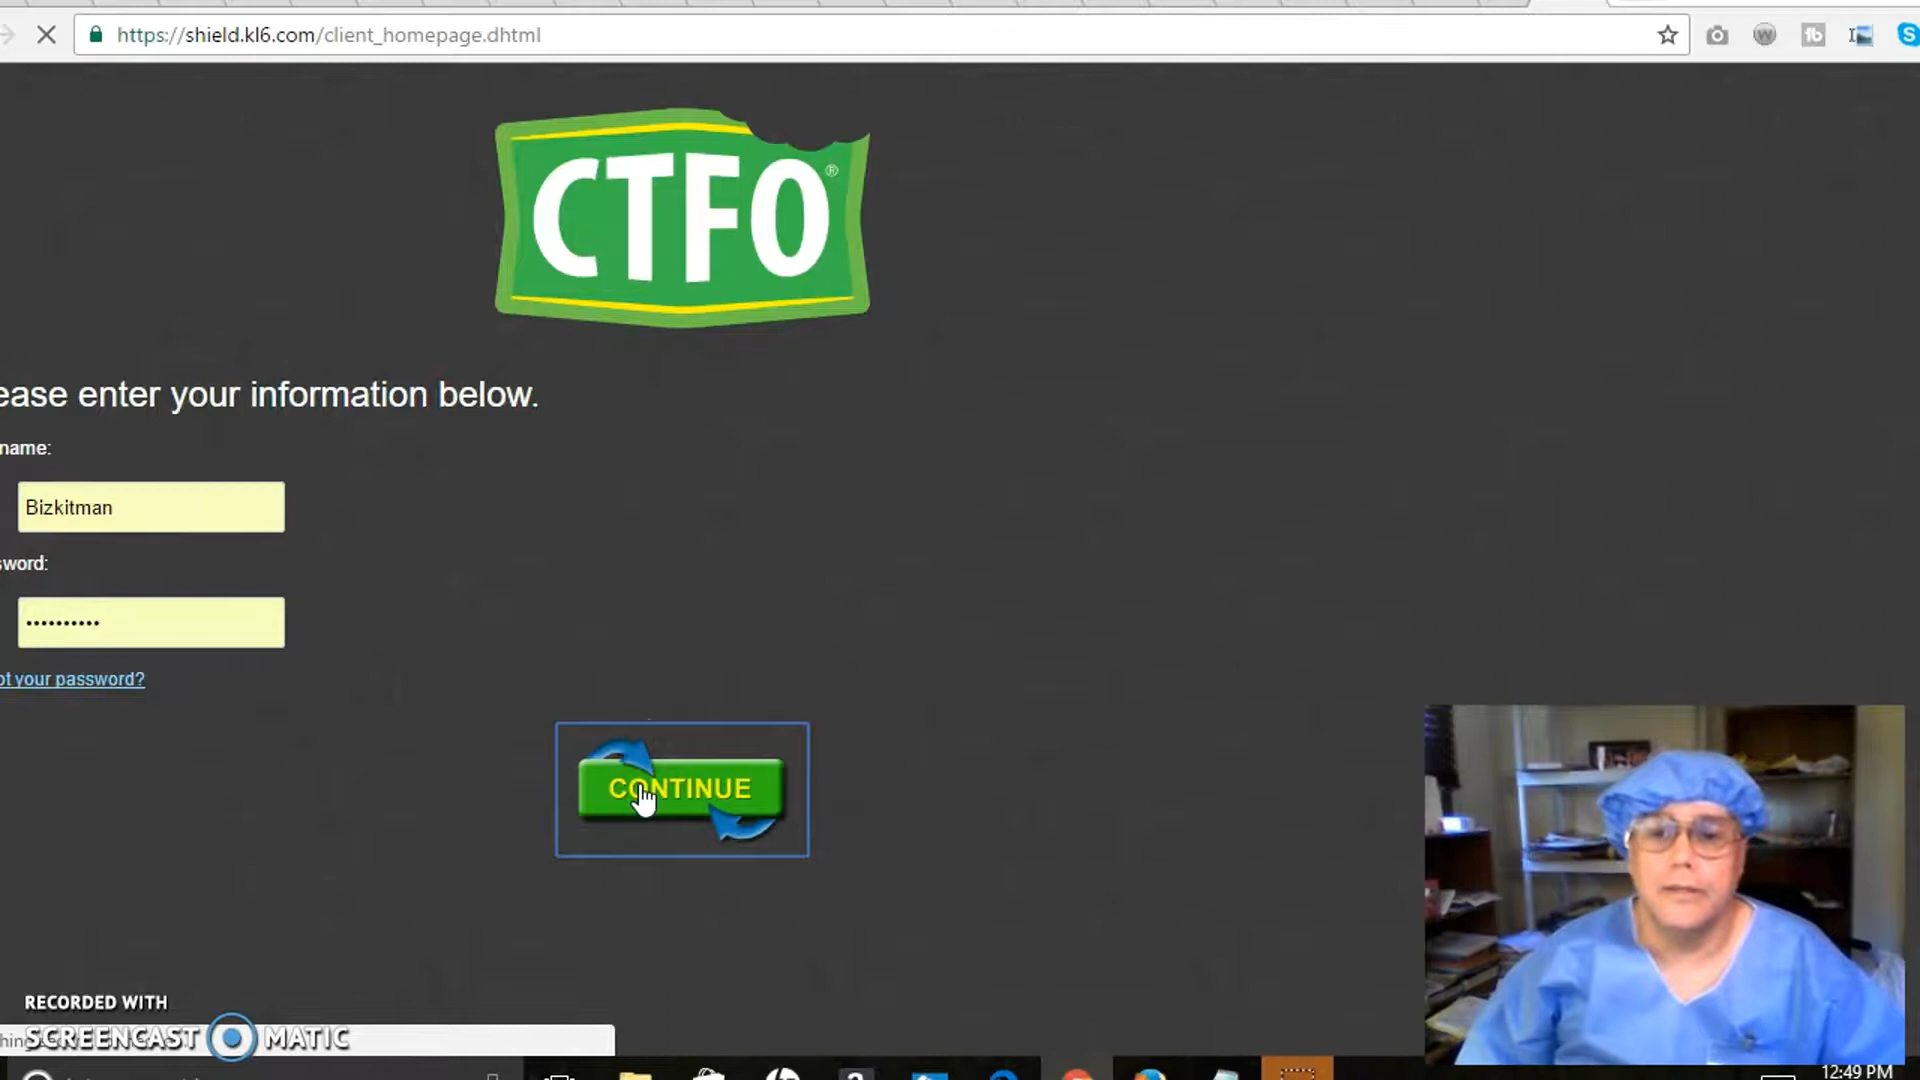 https://shield.kl6.com/client_homepage.dhtml
CTFO®
ease enter your information below.
name:
Bizkitman
sword:
ot your password?
CONTINUE
RECORDED WITH
SCREENCAST MATIC
12:49 PM